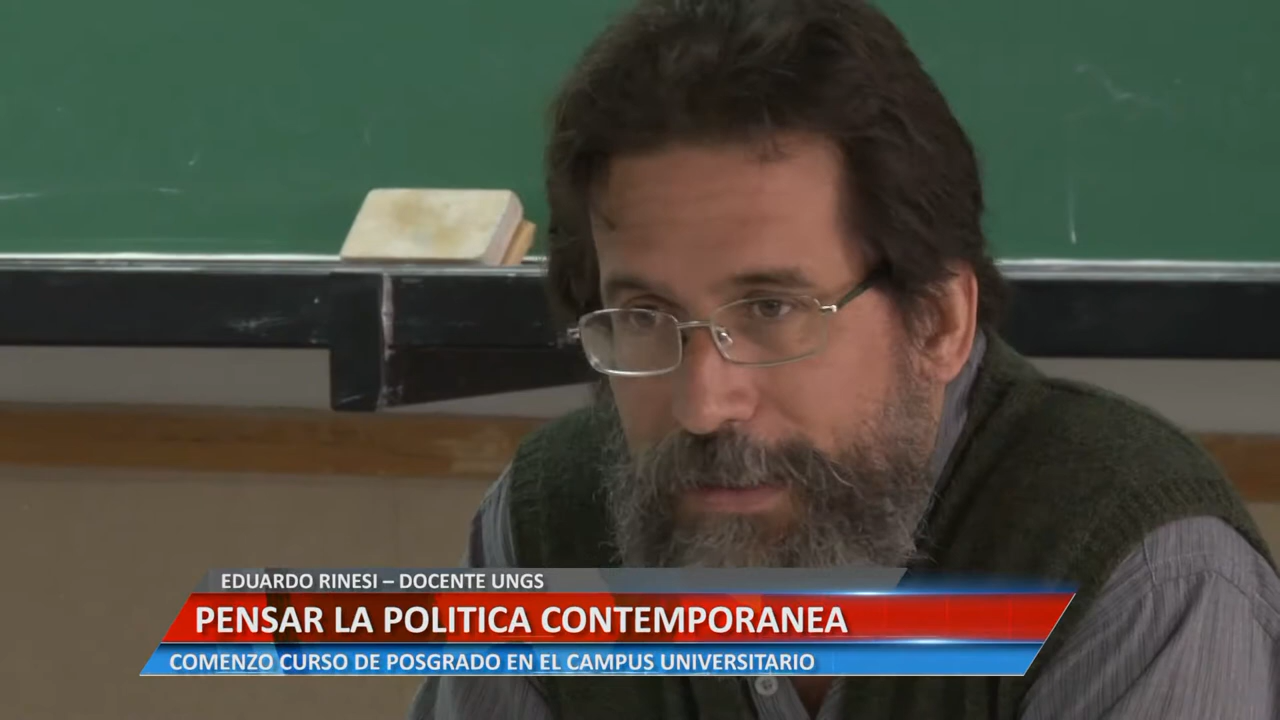 EDUARDO RINESI – DOCENTE UNGS
PENSAR LA POLITICA CONTEMPORANEA
COMENZO CURSO DE POSGRADO EN EL CAMPUS UNIVERSITARIO